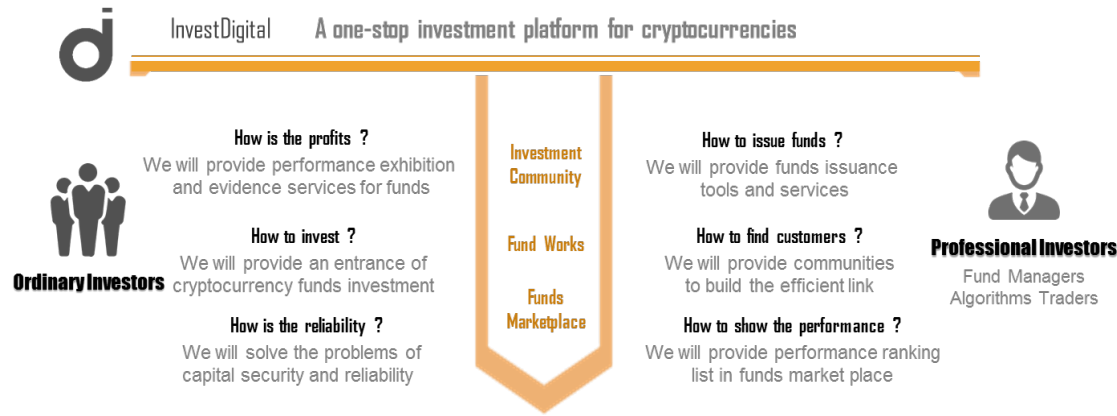 InvestDigital A one-stop investment platform for cryptocurrencies
How is the profits ?
We will provide performance exhibition
and evidence services for funds
How to invest ?
We will provide an entrance of
cryptocurrency funds investment
How is the reliability ?
We will solve the problems of
capital security and reliability
Ordinary Investors
Investment
Community
Fund Works
Funds
Marketplace
How to issue funds ?
We will provide funds issuance
tools and services
How to find customers ?
We will provide communities
to build the efficient link
How to show the performance ?
We will provide performance ranking
list in funds market place
Professional Investors
Fund Managers
Algorithms Traders